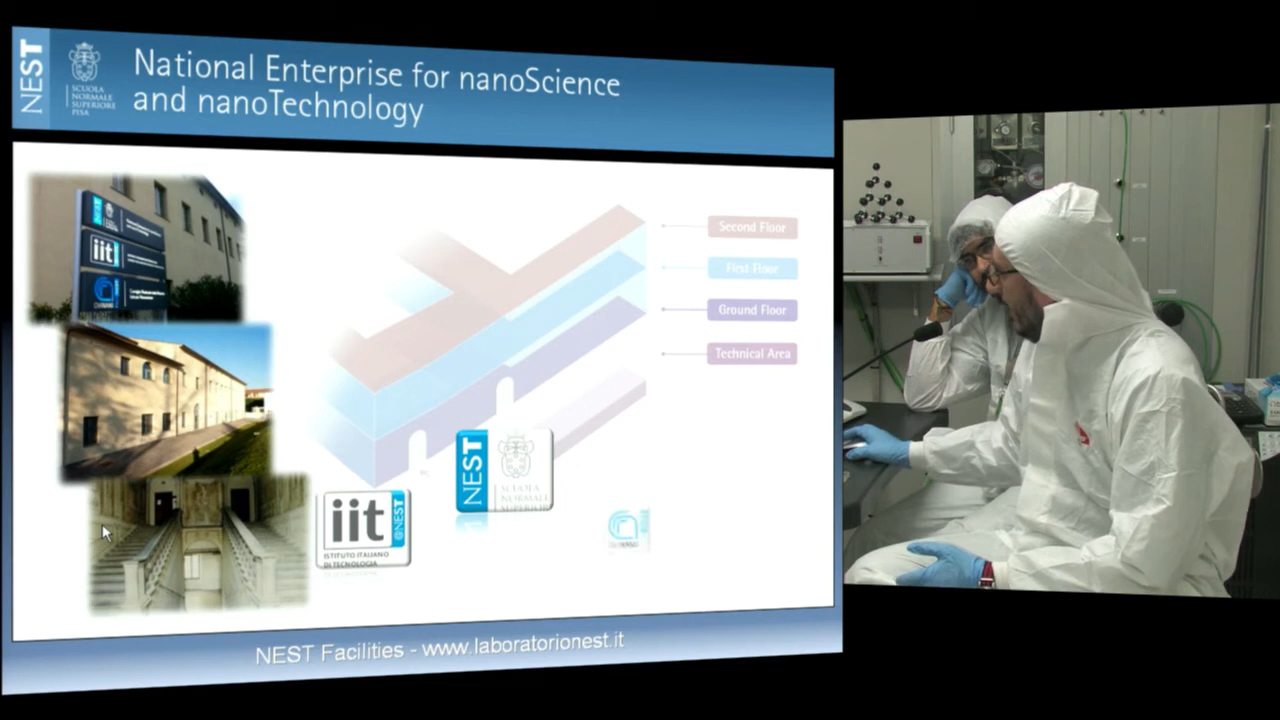 NEST
SCUOLA
NORMALE
SUPERIORE
PISA
National Enterprise for nanoScience
and nanoTechnology
NEST
iit
Second Floor
First Floor
Ground Floor
Technical Area
NEST
SCUOLA
NORMALE
SUPERIORE
iit
@NEST
ISTITUTO ITALIANO
DI TECNOLOGIA
NEST Facilities - www.laboratorionest.it